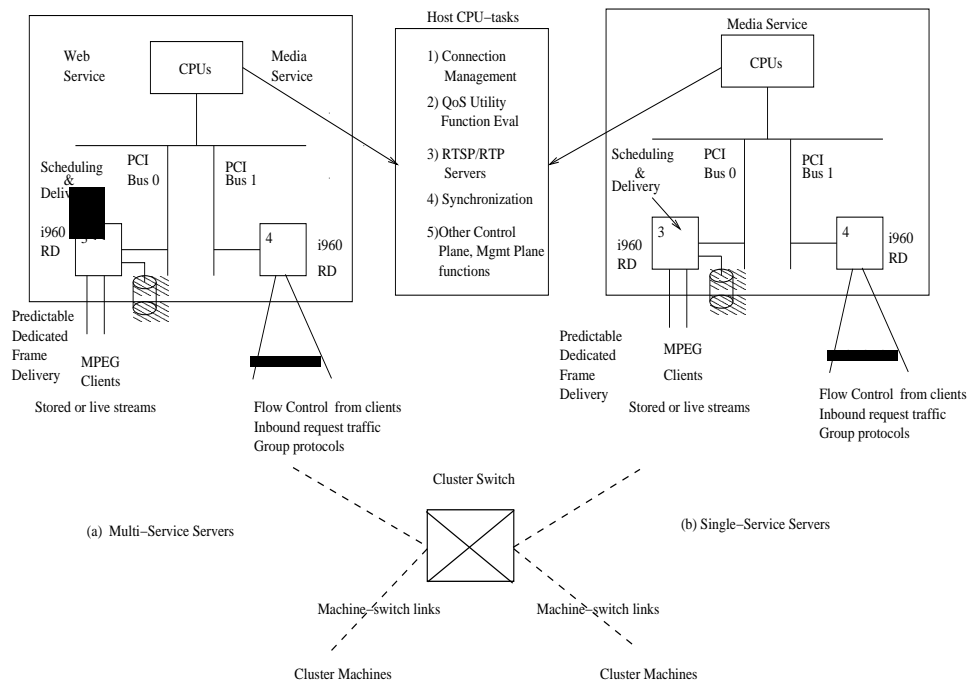 Host CPU−tasks
1) Connection
Management
2) QoS Utility
Function Eval
3) RTSP/RTP
Servers
4) Synchronization
5)Other Control
Plane, Mgmt Plane
functions
Web
Service
CPUs
Media
Service
Scheduling
&
PCI
Bus 0
PCI
Bus 1
i960
RD
4
i960
RD
Predictable
Dedicated
Frame
Delivery
MPEG
Clients
Stored or live streams
Flow Control from clients
Inbound request traffic
Group protocols
(a) Multi−Service Servers
Media Service
CPUs
Scheduling
&
Delivery
PCI
Bus 0
PCI
Bus 1
3
i960
RD
4
i960
RD
Predictable
Dedicated
Frame
Delivery
MPEG
Clients
Stored or live streams
Flow Control from clients
Inbound request traffic
Group protocols
(b) Single−Service Servers
Cluster Switch
Machine−switch links
Machine−switch links
Cluster Machines
Cluster Machines